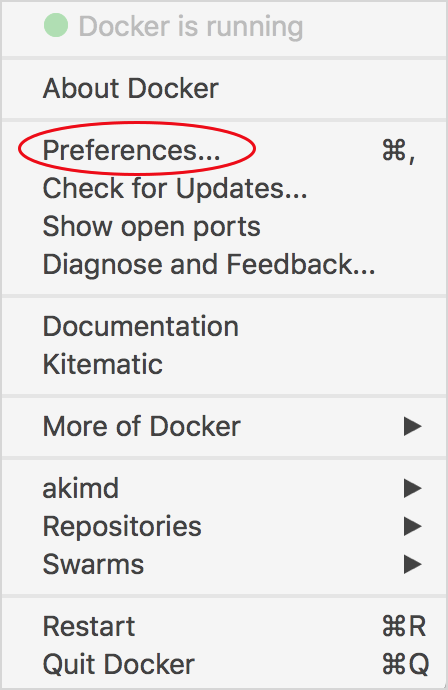 Docker is running
About Docker
Preferences... ⌘,
Check for Updates...
Show open ports
Diagnose and Feedback...
Documentation
Kitematic
More of Docker ▶
akimd ▶
Repositories ▶
Swarms ▶
Restart ⌘R
Quit Docker ⌘Q